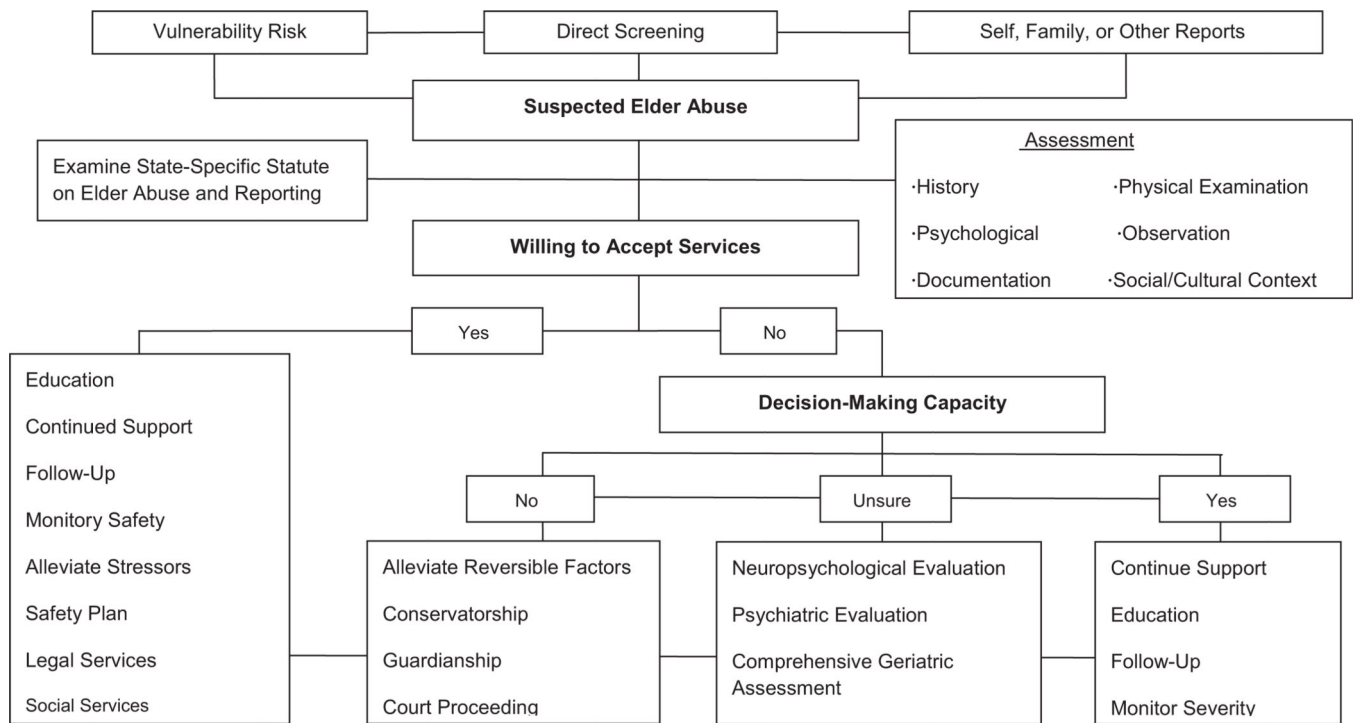 Vulnerability Risk
Direct Screening
Self, Family, or Other Reports
Suspected Elder Abuse
Examine State-Specific Statute
on Elder Abuse and Reporting
Assessment
·History
·Physical Examination
·Psychological
·Observation
·Documentation
·Social/Cultural Context
Willing to Accept Services
Yes
No
Education
Continued Support
Follow-Up
Monitory Safety
Alleviate Stressors
Safety Plan
Legal Services
Social Services
Decision-Making Capacity
No
Unsure
Yes
Alleviate Reversible Factors
Conservatorship
Guardianship
Court Proceeding
Neuropsychological Evaluation
Psychiatric Evaluation
Comprehensive Geriatric
Assessment
Continue Support
Education
Follow-Up
Monitor Severity